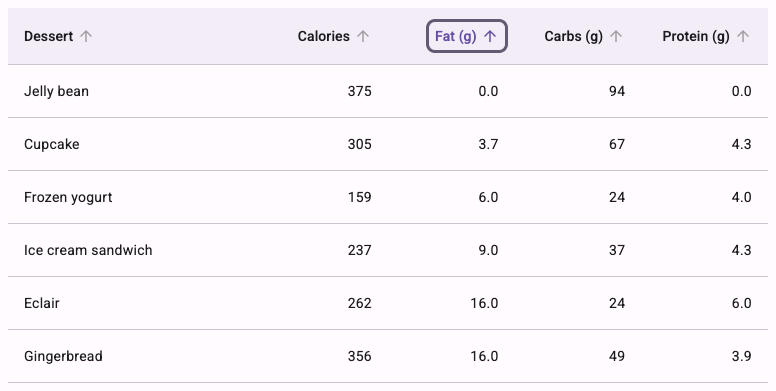 Dessert Calories Fat (g) Carbs (g) Protein (g)
Jelly bean 375 0.0 94 0.0
Cupcake 305 3.7 67 4.3
Frozen yogurt 159 6.0 24 4.0
Ice cream sandwich 237 9.0 37 4.3
Eclair 262 16.0 24 6.0
Gingerbread 356 16.0 49 3.9